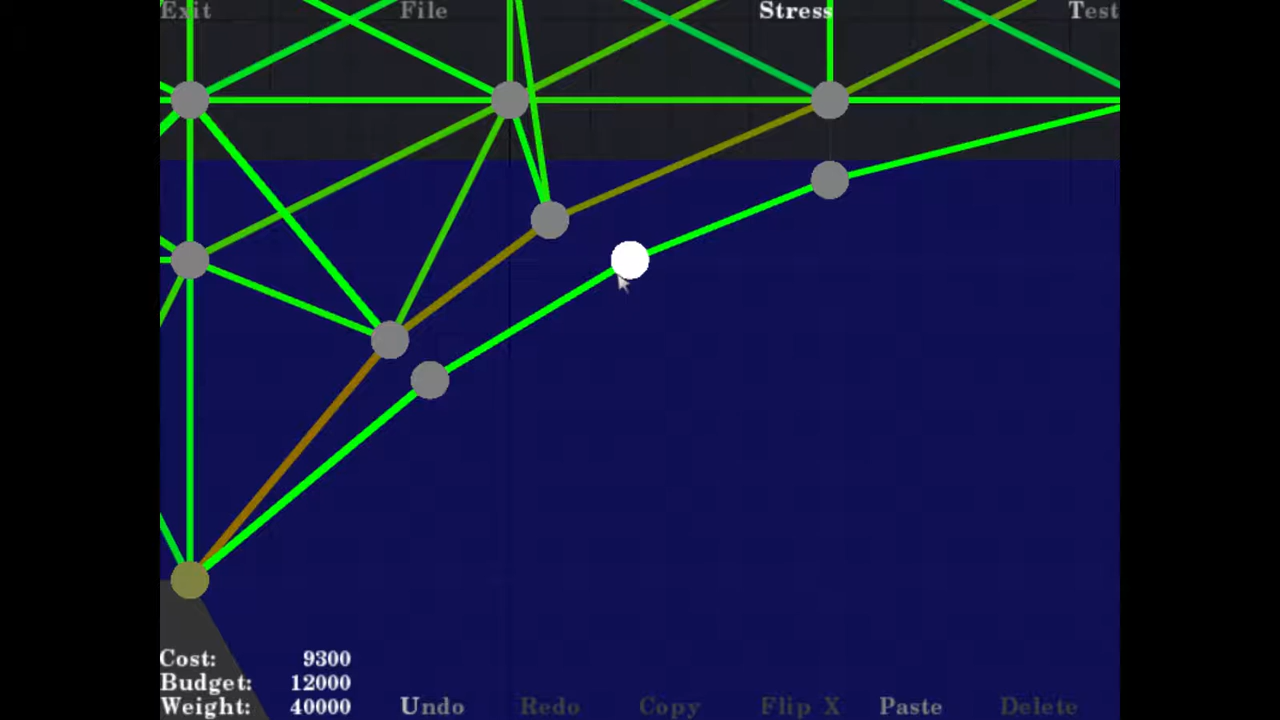 Exit File Stress Test
Cost: 9300
Budget: 12000
Weight: 40000 Undo Redo Copy Flip X Paste Delete